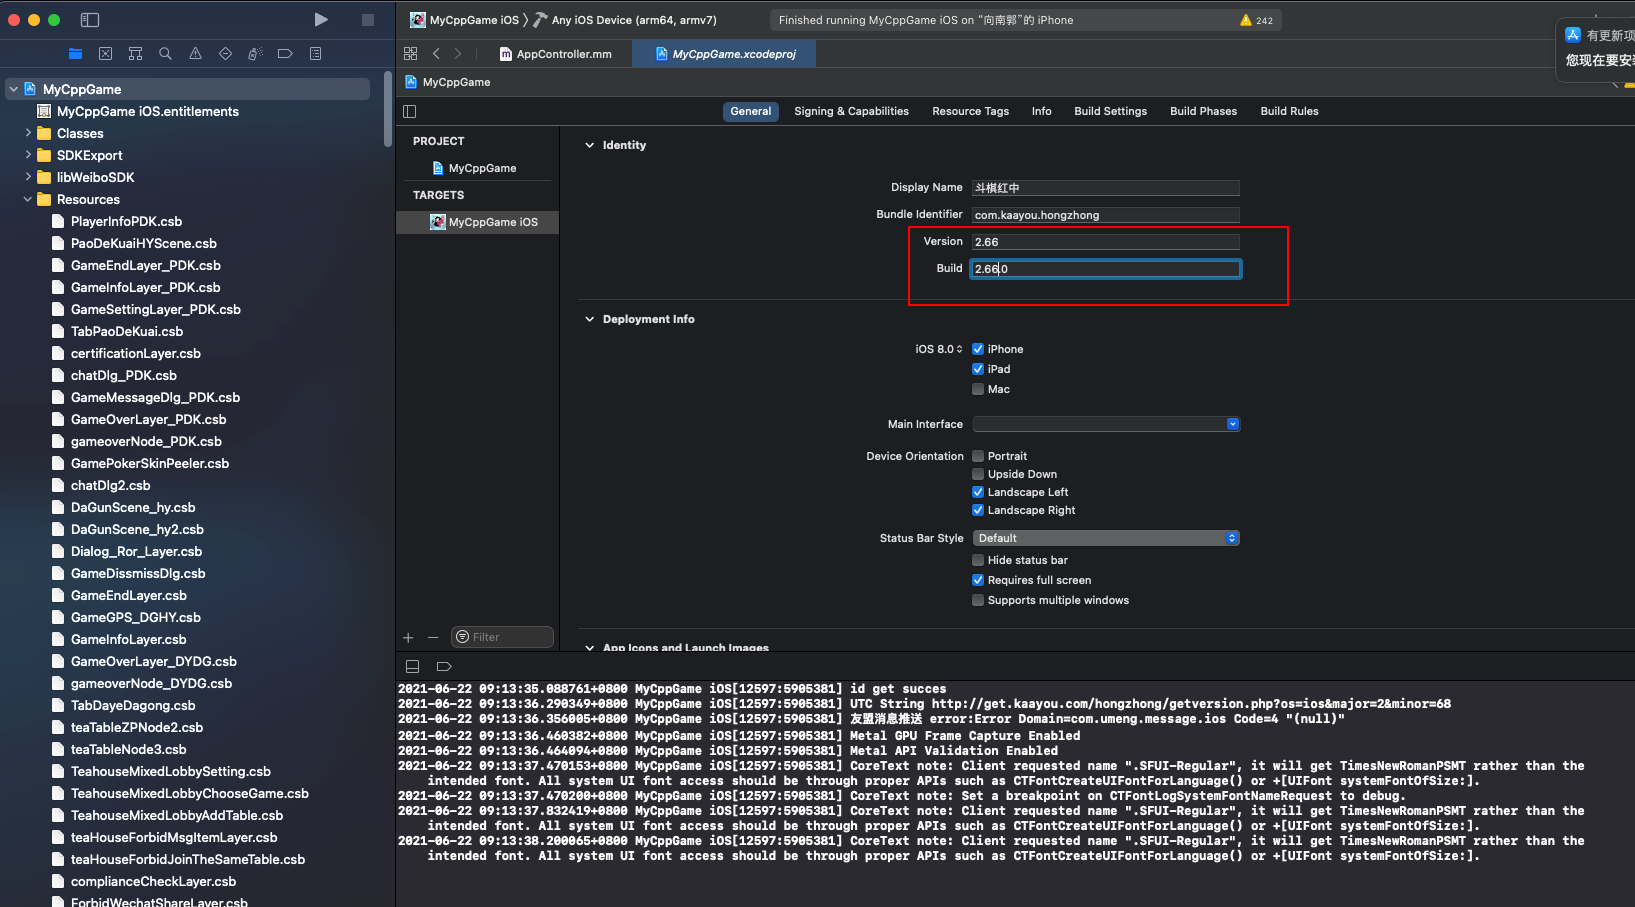 MyCppGame iOS 〉 Any iOS Device (arm64, armv7)
Finished running MyCppGame iOS on “向南郭”的 iPhone
242
有更新项
您现在要安装
AppController.mm
MyCppGame.xcodeproj
MyCppGame
MyCppGame
MyCppGame iOS.entitlements
Classes
SDKExport
libWeiboSDK
Resources
PlayerInfoPDK.csb
PaoDeKuaiHYScene.csb
GameEndLayer_PDK.csb
GameInfoLayer_PDK.csb
GameSettingLayer_PDK.csb
TabPaoDeKuai.csb
certificationLayer.csb
chatDlg_PDK.csb
GameMessageDlg_PDK.csb
GameOverLayer_PDK.csb
gameoverNode_PDK.csb
GamePokerSkinPeeler.csb
chatDlg2.csb
DaGunScene_hy.csb
DaGunScene_hy2.csb
Dialog_Ror_Layer.csb
GameDissmissDlg.csb
GameEndLayer.csb
GameGPS_DGHY.csb
GameInfoLayer.csb
GameOverLayer_DYDG.csb
gameoverNode_DYDG.csb
TabDayeDagong.csb
teaTableZPNode2.csb
teaTableNode3.csb
TeahouseMixedLobbySetting.csb
TeahouseMixedLobbyChooseGame.csb
TeahouseMixedLobbyAddTable.csb
teaHouseForbidMsgItemLayer.csb
teaHouseForbidJoinTheSameTable.csb
complianceCheckLayer.csb
ForbidWechatShareLayer.csb
General Signing & Capabilities Resource Tags Info Build Settings Build Phases Build Rules
PROJECT
MyCppGame
TARGETS
MyCppGame iOS
Filter
Identity
Display Name 斗棋红中
Bundle Identifier com.kaayou.hongzhong
Version 2.66
Build 2.66.0
Deployment Info
iOS 8.0 iPhone
iPad
Mac
Main Interface
Device Orientation Portrait
Upside Down
Landscape Left
Landscape Right
Status Bar Style Default
Hide status bar
Requires full screen
Supports multiple windows
App Icons and Launch Images
2021-06-22 09:13:35.088761+0800 MyCppGame iOS[12597:5905381] id get succes
2021-06-22 09:13:36.290349+0800 MyCppGame iOS[12597:5905381] UTC String http://get.kaayou.com/hongzhong/getversion.php?os=ios&major=2&minor=68
2021-06-22 09:13:36.356005+0800 MyCppGame iOS[12597:5905381] 友盟消息推送 error:Error Domain=com.umeng.message.ios Code=4 "(null)"
2021-06-22 09:13:36.460382+0800 MyCppGame iOS[12597:5905381] Metal GPU Frame Capture Enabled
2021-06-22 09:13:36.464094+0800 MyCppGame iOS[12597:5905381] Metal API Validation Enabled
2021-06-22 09:13:37.470153+0800 MyCppGame iOS[12597:5905381] CoreText note: Client requested name ".SFUI-Regular", it will get TimesNewRomanPSMT rather than the
intended font. All system UI font access should be through proper APIs such as CTFontCreateUIFontForLanguage() or +[UIFont systemFontOfSize:].
2021-06-22 09:13:37.470200+0800 MyCppGame iOS[12597:5905381] CoreText note: Set a breakpoint on CTFontLogSystemFontNameRequest to debug.
2021-06-22 09:13:37.832419+0800 MyCppGame iOS[12597:5905381] CoreText note: Client requested name ".SFUI-Regular", it will get TimesNewRomanPSMT rather than the
intended font. All system UI font access should be through proper APIs such as CTFontCreateUIFontForLanguage() or +[UIFont systemFontOfSize:].
2021-06-22 09:13:38.200065+0800 MyCppGame iOS[12597:5905381] CoreText note: Client requested name ".SFUI-Regular", it will get TimesNewRomanPSMT rather than the
intended font. All system UI font access should be through proper APIs such as CTFontCreateUIFontForLanguage() or +[UIFont systemFontOfSize:].